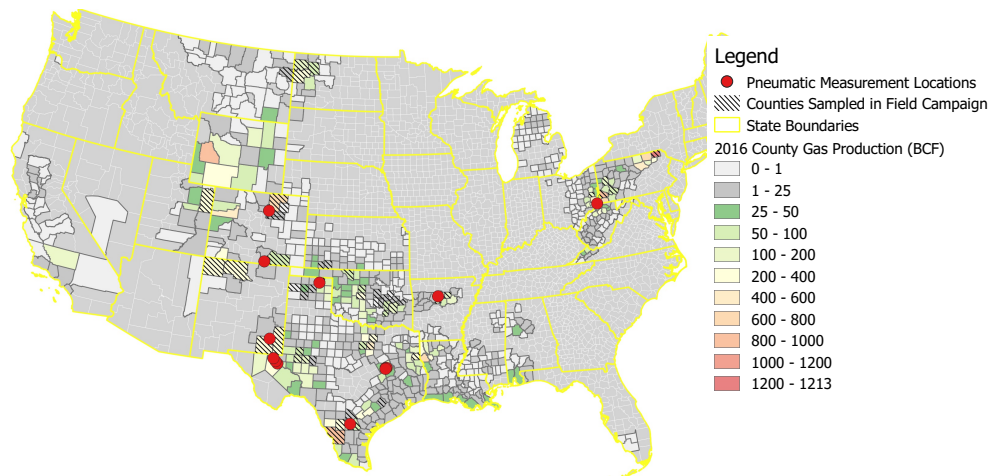 Legend
Pneumatic Measurement Locations
Counties Sampled in Field Campaign
State Boundaries
2016 County Gas Production (BCF)
0 - 1
1 - 25
25 - 50
50 - 100
100 - 200
200 - 400
400 - 600
600 - 800
800 - 1000
1000 - 1200
1200 - 1213